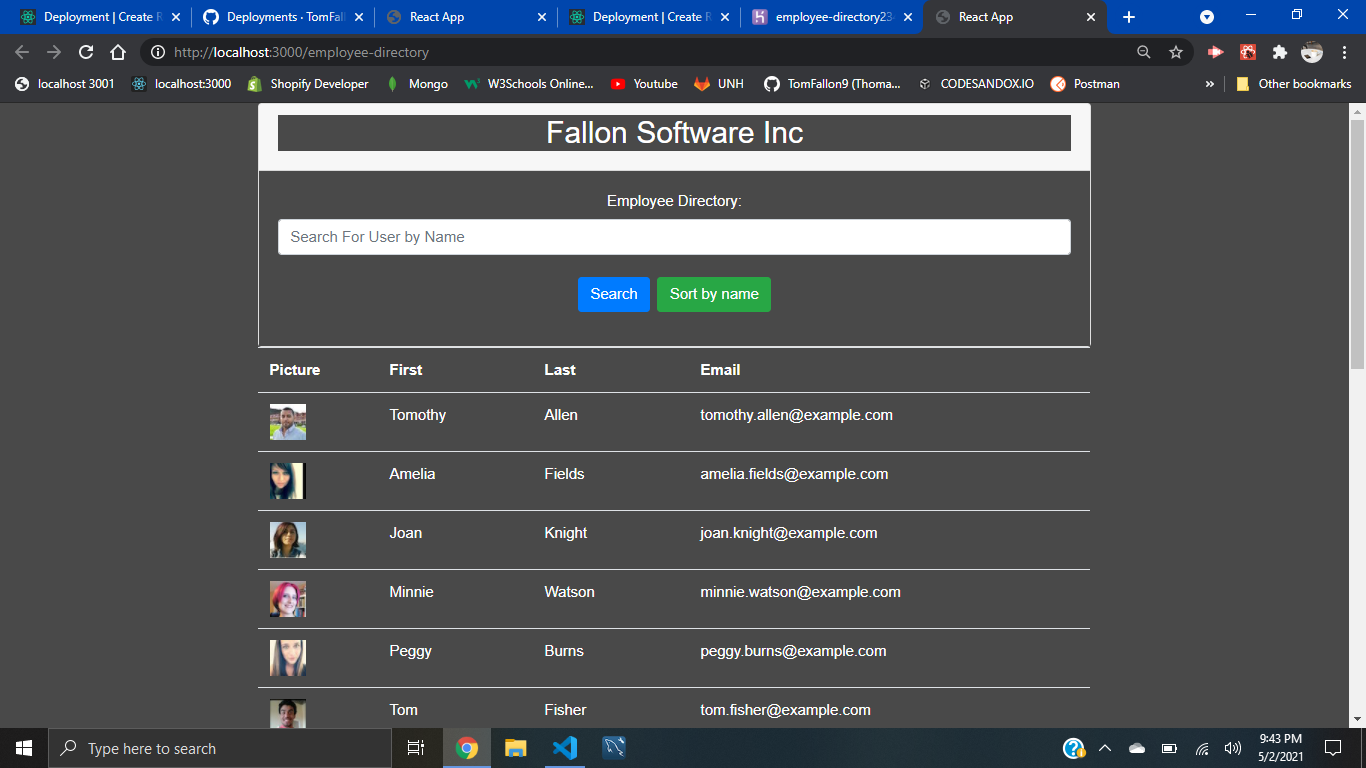 Deployment | Create R
Deployments · TomFal
React App
Deployment | Create R
employee-directory23
React App
http://localhost:3000/employee-directory
localhost 3001
localhost:3000
Shopify Developer
Mongo
W3Schools Online...
Youtube
UNH
TomFallon9 (Thoma...
CODESANDOX.IO
Postman
»
Other bookmarks
Fallon Software Inc
Employee Directory:
Search For User by Name
Search
Sort by name
Picture First Last Email
Tomothy Allen tomothy.allen@example.com
Amelia Fields amelia.fields@example.com
Joan Knight joan.knight@example.com
Minnie Watson minnie.watson@example.com
Peggy Burns peggy.burns@example.com
Tom Fisher tom.fisher@example.com
Type here to search
9:43 PM
5/2/2021